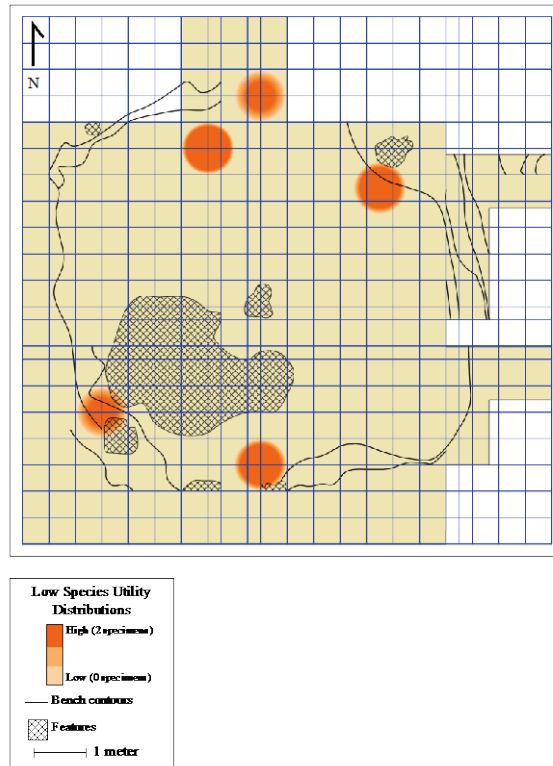 N
Low Species Utility
Distributions
High (2 specimens)
Low (0 specimens)
Bench contours
Features
1 meter